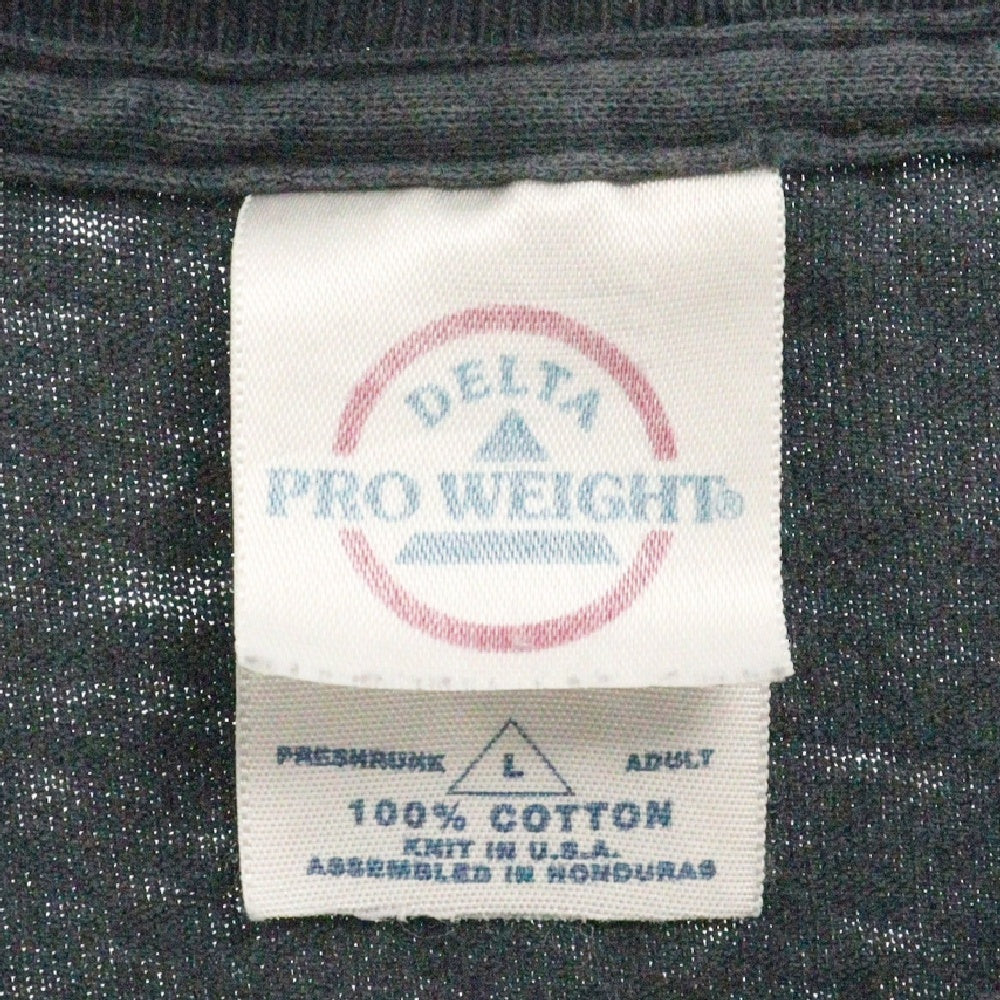 DELTA
PRO WEIGHT®
PRESHRUNK L ADULT
100% COTTON
KNIT IN U.S.A.
ASSEMBLED IN HONDURAS